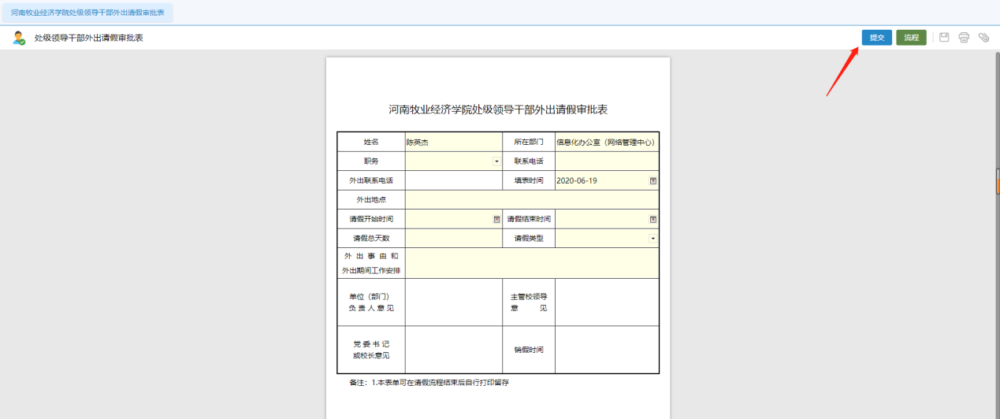 河南牧业经济学院处级领导干部外出请假审批表
处级领导干部外出请假审批表
提交 流程
河南牧业经济学院处级领导干部外出请假审批表
姓名 陈英杰 所在部门 信息化办公室（网络管理中心）
职务 联系电话
外出联系电话 填表时间 2020-06-19
外出地点
请假开始时间 请假结束时间
请假总天数 请假类型
外 出 事 由 和
外出期间工作安排
单位（部门） 主管校领导
负 责 人 意 见 意 见
党 委 书 记
或校长意见 销假时间
备注：1.本表单可在请假流程结束后自行打印留存